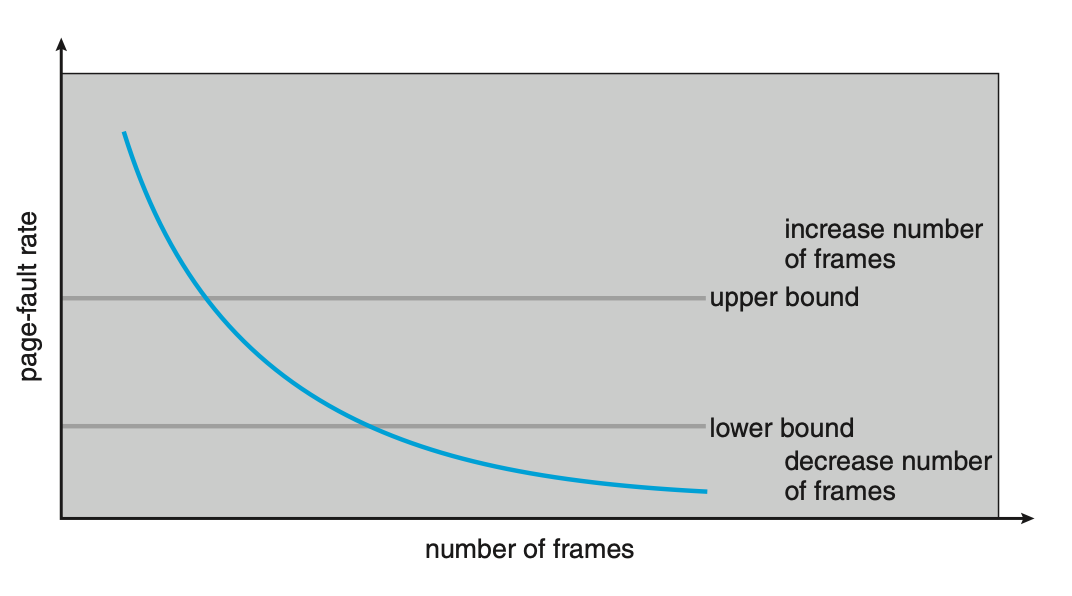 page-fault rate
increase number
of frames
upper bound
lower bound
decrease number
of frames
number of frames